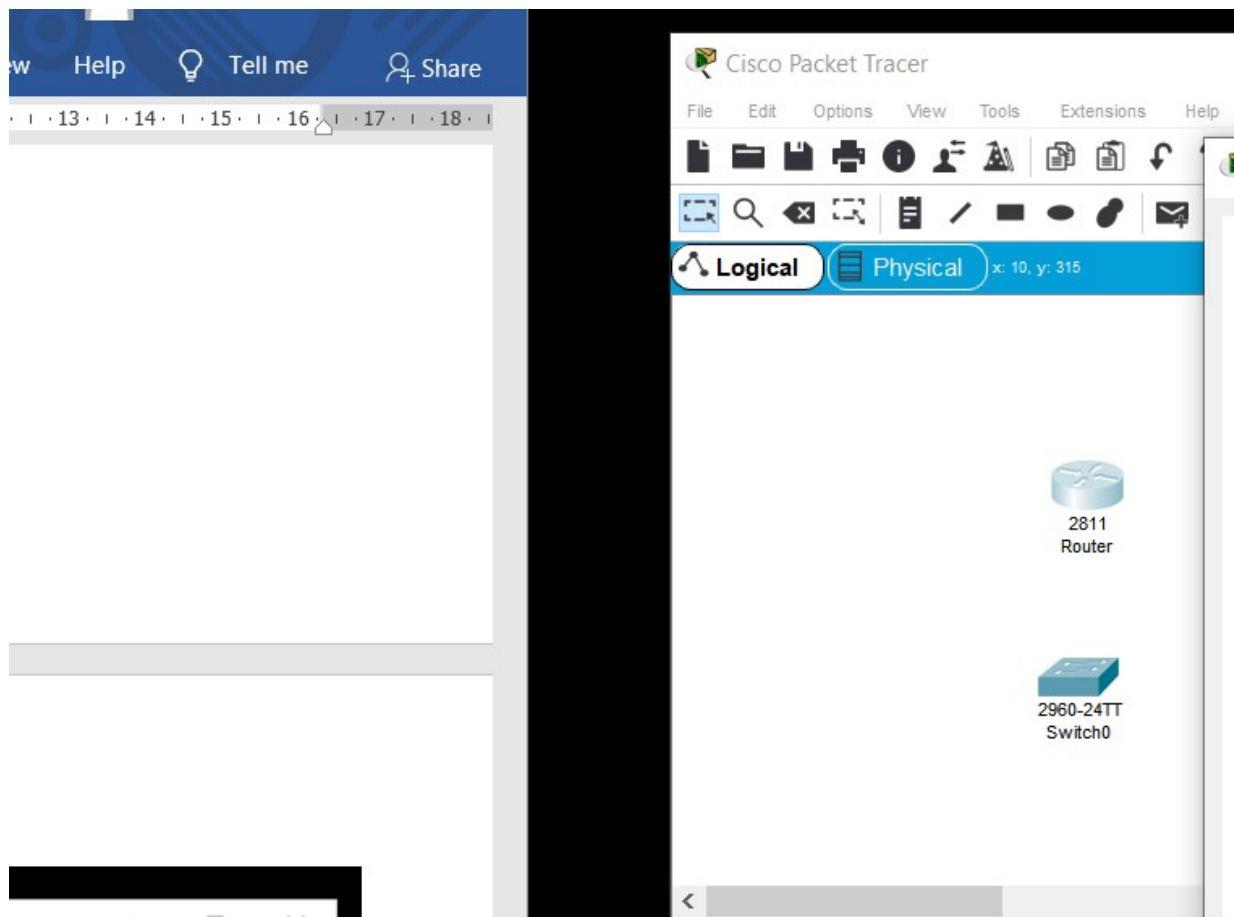 Help Tell me Share
13 14 15 16 17 18
Cisco Packet Tracer
File Edit Options View Tools Extensions Help
Logical Physical x: 10, y: 315
2811
Router
2960-24TT
Switch0